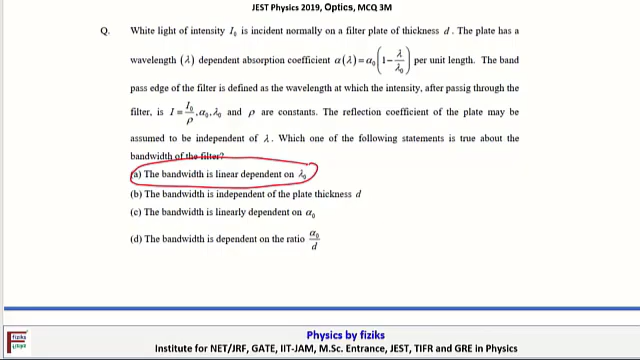 JEST Physics 2019, Optics, MCQ 3M
Q. White light of intensity I₀ is incident normally on a filter plate of thickness d. The plate has a
wavelength (λ) dependent absorption coefficient α(λ)=α₀(1−λ/λ₀) per unit length. The band
pass edge of the filter is defined as the wavelength at which the intensity, after passig through the
filter, is I = I₀/ρ, α₀, λ₀ and ρ are constants. The reflection coefficient of the plate may be
assumed to be independent of λ. Which one of the following statements is true about the
bandwidth of the filter?
(a) The bandwidth is linear dependent on λ₀
(b) The bandwidth is independent of the plate thickness d
(c) The bandwidth is linearly dependent on α₀
(d) The bandwidth is dependent on the ratio α₀/d
fiziks
Physics by fiziks
Institute for NET/JRF, GATE, IIT-JAM, M.Sc. Entrance, JEST, TIFR and GRE in Physics